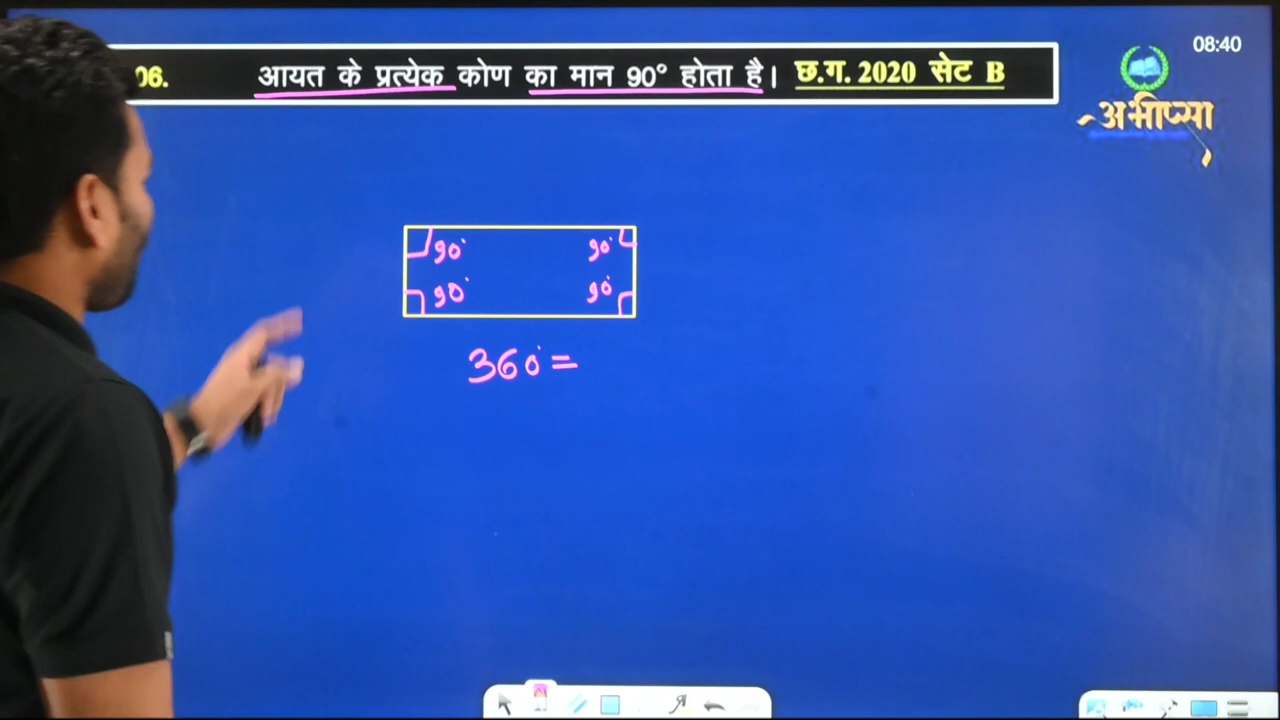 06. आयत के प्रत्येक कोण का मान 90° होता है। छ.ग. 2020 सेट B
08:40
अभीप्सा
90° 90°
90° 90°
360° =